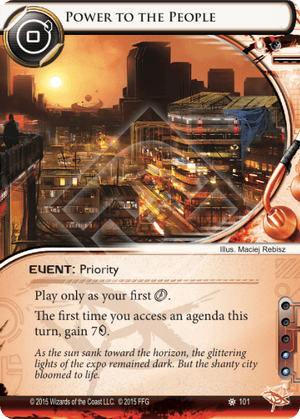 POWER TO THE PEOPLE
0
Illus. Maciej Rebisz
EVENT: Priority
Play only as your first
The first time you access an agenda this
turn, gain 7
As the sun sank toward the horizon, the glittering
lights of the expo remained dark. But the shanty city
bloomed to life.
© 2015 Wizards of the Coast LLC. © 2015 FFG
101